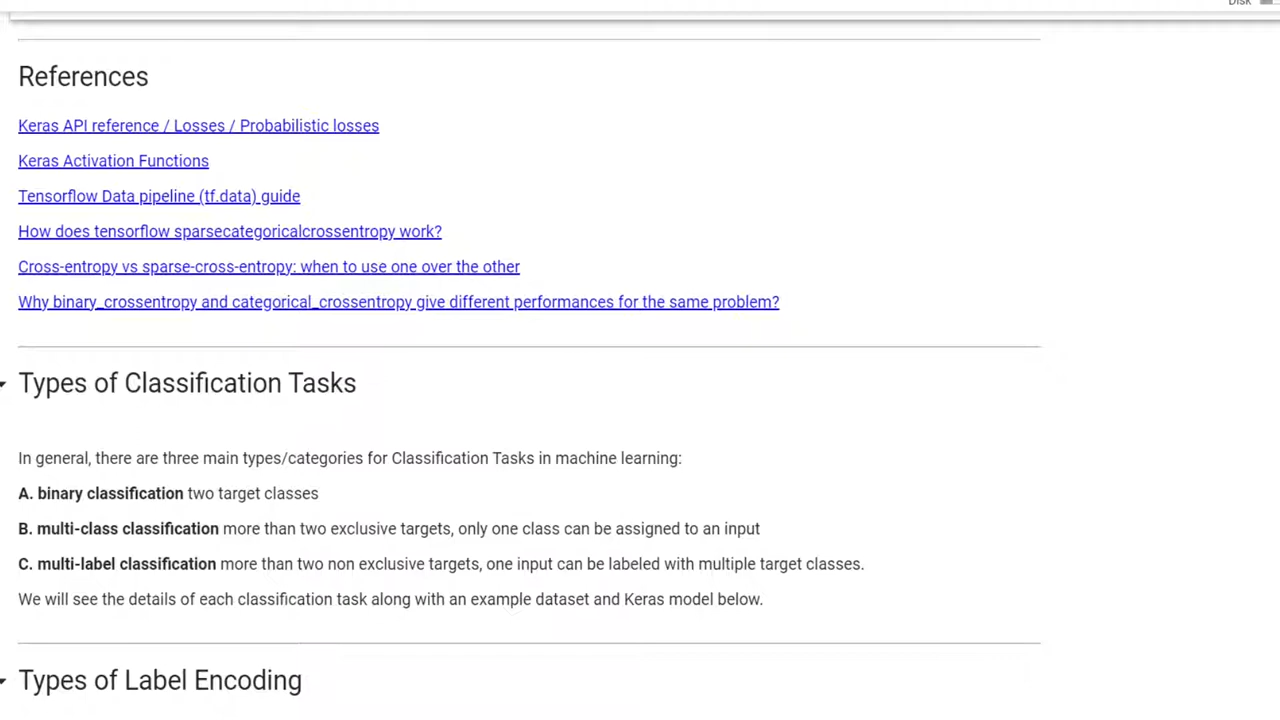 Disk
References
Keras API reference / Losses / Probabilistic losses
Keras Activation Functions
Tensorflow Data pipeline (tf.data) guide
How does tensorflow sparsecategoricalcrossentropy work?
Cross-entropy vs sparse-cross-entropy: when to use one over the other
Why binary_crossentropy and categorical_crossentropy give different performances for the same problem?
Types of Classification Tasks
In general, there are three main types/categories for Classification Tasks in machine learning:
A. binary classification two target classes
B. multi-class classification more than two exclusive targets, only one class can be assigned to an input
C. multi-label classification more than two non exclusive targets, one input can be labeled with multiple target classes.
We will see the details of each classification task along with an example dataset and Keras model below.
Types of Label Encoding